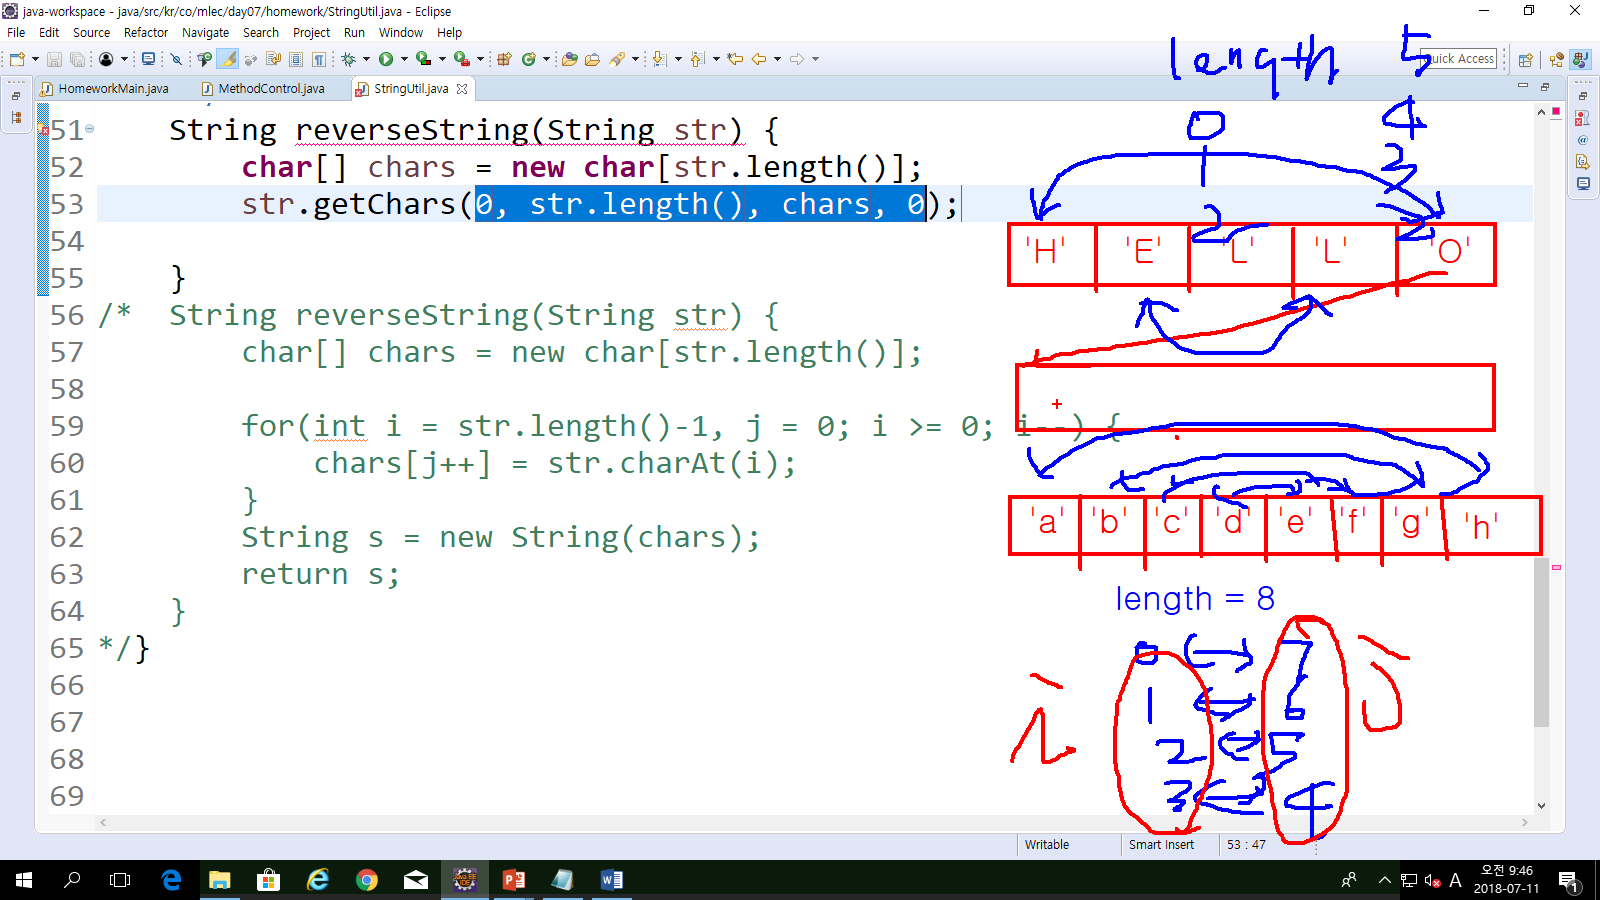 java-workspace - java/src/kr/co/mlec/day07/homework/StringUtil.java - Eclipse
File Edit Source Refactor Navigate Search Project Run Window Help
Quick Access
HomeworkMain.java MethodControl.java StringUtil.java
length 5
51 String reverseString(String str) {
52 char[] chars = new char[str.length()];
53 str.getChars(0, str.length(), chars, 0);
54
55 }
56 /* String reverseString(String str) {
57 char[] chars = new char[str.length()];
58
59 for(int i = str.length()-1, j = 0; i >= 0; i--) {
60 chars[j++] = str.charAt(i);
61 }
62 String s = new String(chars);
63 return s;
64 }
65 */}
66
67
68
69
0 4
1 3
2 2
'H' 'E' 'L' 'L' 'O'
'a' 'b' 'c' 'd' 'e' 'f' 'g' 'h'
length = 8
0 7
1 6
2 5
3 4
i j
Writable Smart Insert 53 : 47
A 오전 9:46
2018-07-11
1